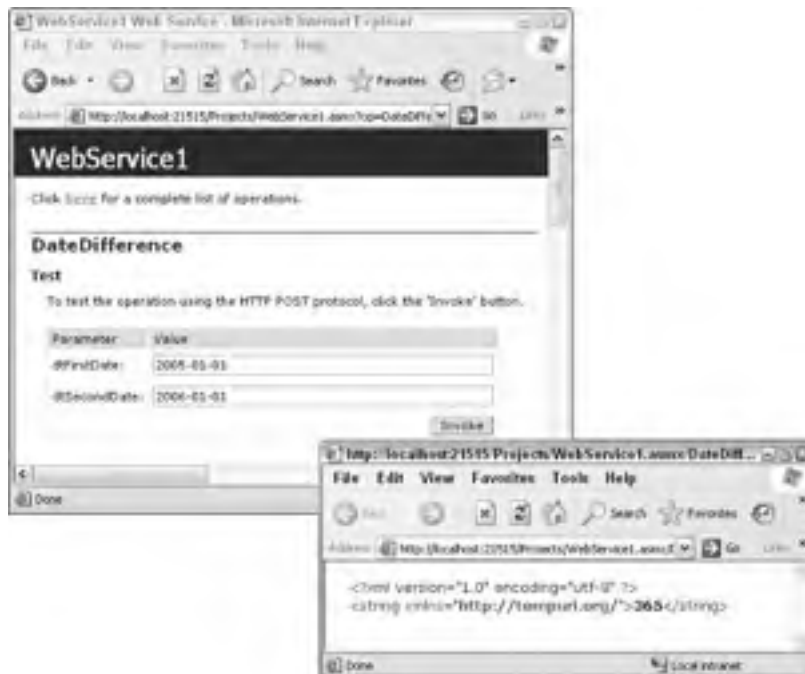 WebService1 Web Service - Microsoft Internet Explorer
File Edit View Favorites Tools Help
Back Search Favorites
Address http://localhost:21515/Projects/WebService1.asmx?op=DateDiffe Go Links
WebService1
Click here for a complete list of operations.
DateDifference
Test
To test the operation using the HTTP POST protocol, click the 'Invoke' button.
Parameter Value
dtFirstDate: 2005-01-01
dtSecondDate: 2006-01-01
Invoke
Done
http://localhost:21515/Projects/WebService1.asmx/DateDiff...
File Edit View Favorites Tools Help
Back Search Favorites
Address http://localhost:21515/Projects/WebService1.asmx/ Go Links
<?xml version="1.0" encoding="utf-8" ?>
<string xmlns="http://tempuri.org/">365</string>
Done Local intranet